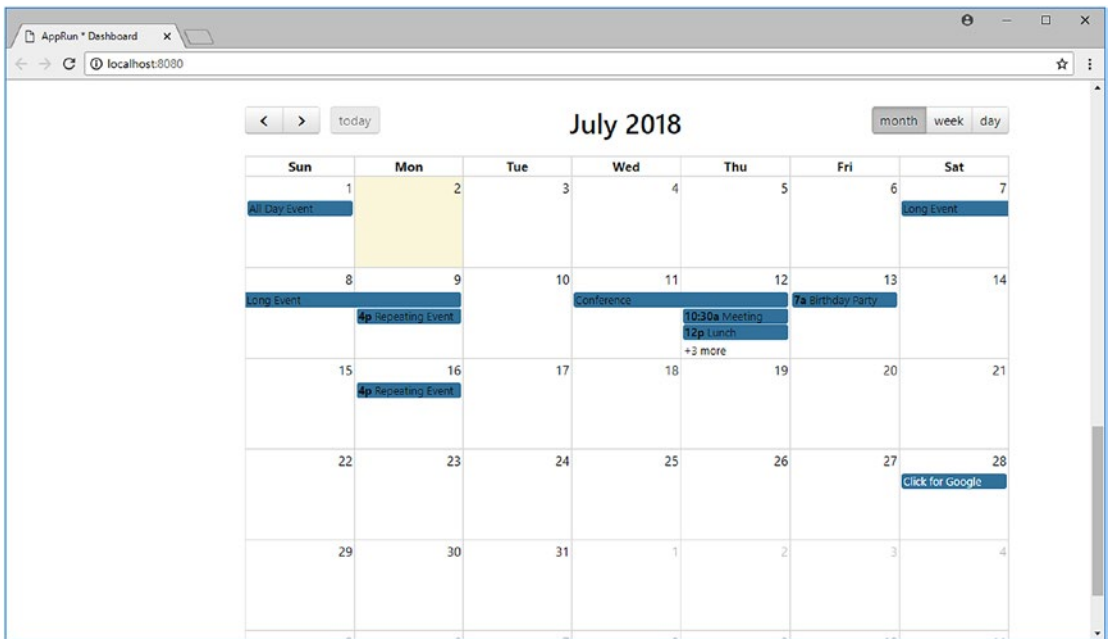 AppRun * Dashboard
localhost:8080
today
July 2018
month week day
Sun Mon Tue Wed Thu Fri Sat
1 2 3 4 5 6 7
All Day Event Long Event
8 9 10 11 12 13 14
Long Event Conference 7a Birthday Party
4p Repeating Event 10:30a Meeting
12p Lunch
+3 more
15 16 17 18 19 20 21
4p Repeating Event
22 23 24 25 26 27 28
Click for Google
29 30 31 1 2 3 4